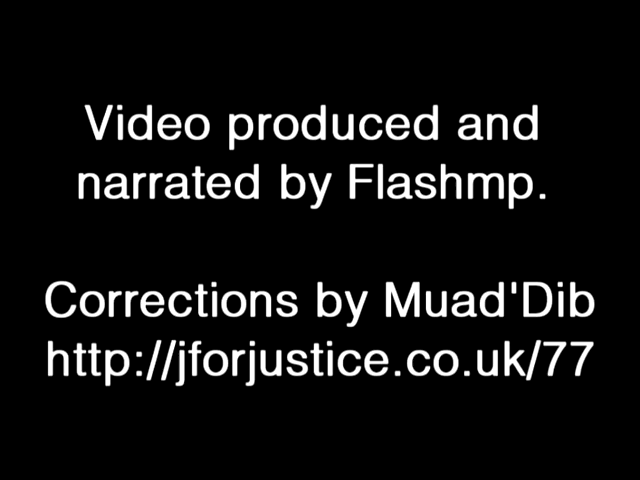 Video produced and
narrated by Flashmp.
Corrections by Muad'Dib
http://jforjustice.co.uk/77